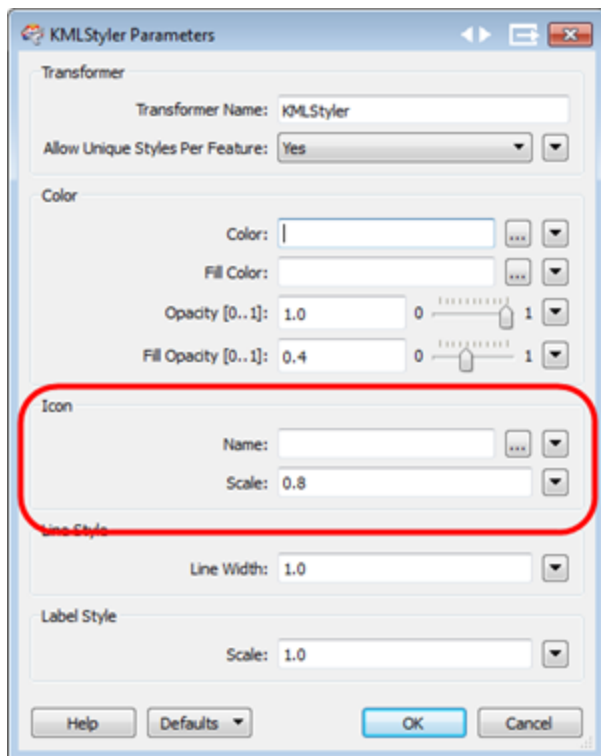 KMLStyler Parameters
Transformer
Transformer Name: KMLStyler
Allow Unique Styles Per Feature: Yes
Color
Color:
...
Fill Color:
...
Opacity [0..1]: 1.0 0 1
Fill Opacity [0..1]: 0.4 0 1
Icon
Name:
...
Scale: 0.8
Line Style
Line Width: 1.0
Label Style
Scale: 1.0
Help Defaults OK Cancel